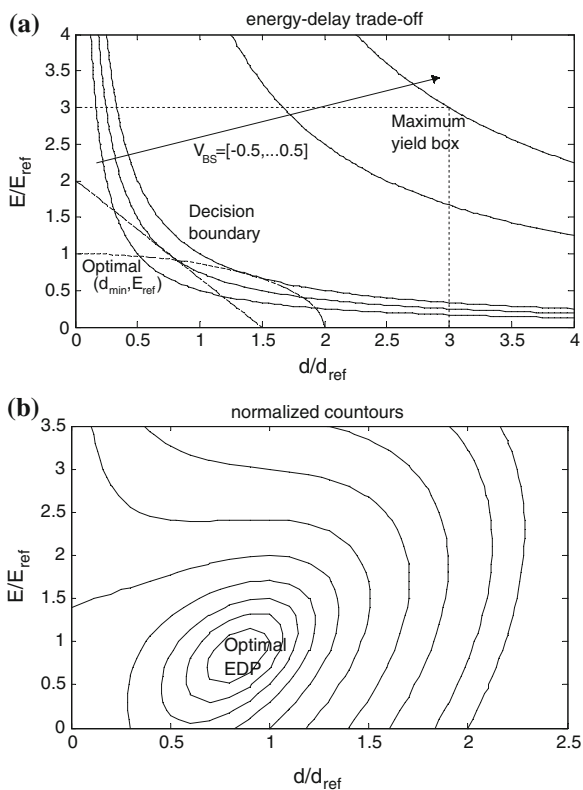 (a)
energy-delay trade-off
4
3.5
3
2.5
2
1.5
1
0.5
0
E/E_ref
V_BS=[-0.5,...0.5]
Maximum
yield box
Decision
boundary
Optimal
(d_min,E_ref)
0 0.5 1 1.5 2 2.5 3 3.5 4
d/d_ref
(b)
normalized countours
3.5
3
2.5
2
1.5
1
0.5
0
E/E_ref
Optimal
EDP
0 0.5 1 1.5 2 2.5
d/d_ref